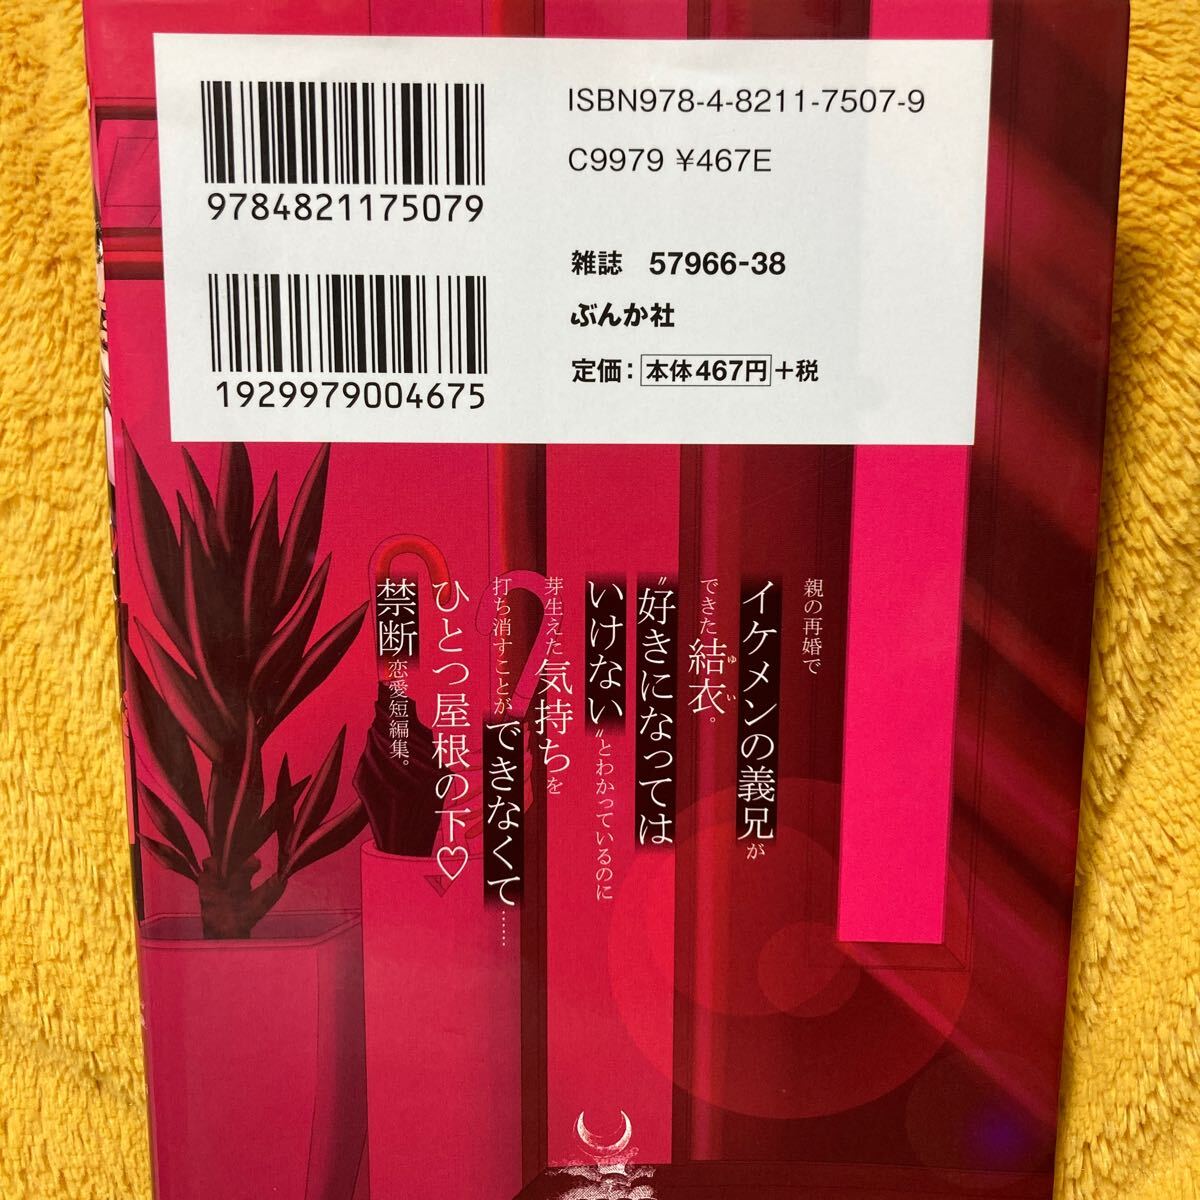 ISBN978-4-8211-7507-9
C9979 ¥467E
9784821175079
雑誌 57966-38
ぶんか社
定価：本体467円+税
1929979004675
親の再婚で
イケメンの義兄が
できた結衣。
ゆい
〝好きになっては
いけない〟とわかっているのに
芽生えた気持ちを
打ち消すことができなくて……
ひとつ屋根の下♡
禁断恋愛短編集。